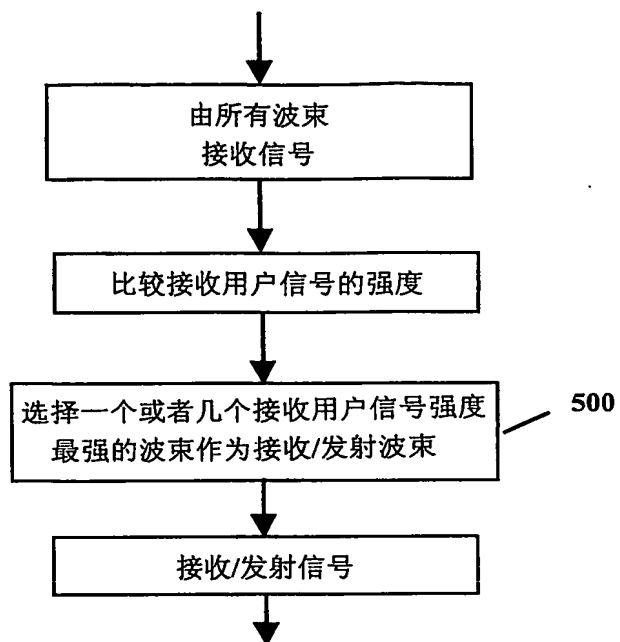 由所有波束
接收信号
比较接收用户信号的强度
选择一个或者几个接收用户信号强度
最强的波束作为接收/发射波束
500
接收/发射信号